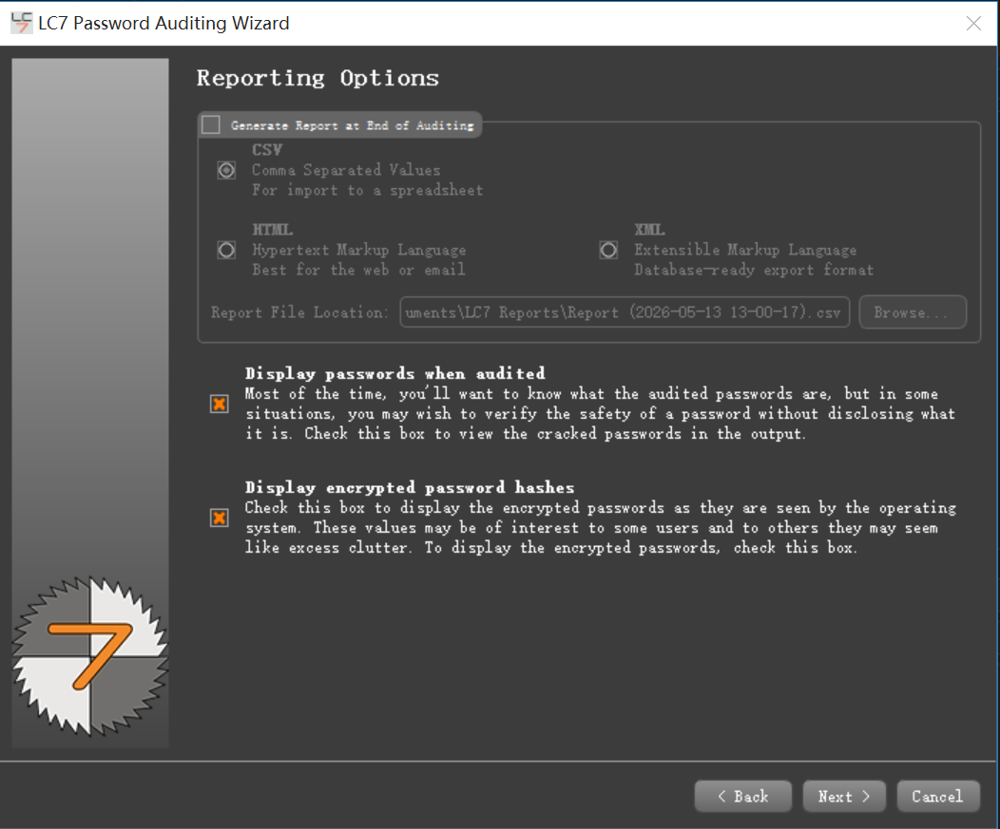 LC7 Password Auditing Wizard
Reporting Options
Generate Report at End of Auditing
CSV
Comma Separated Values
For import to a spreadsheet
HTML
Hypertext Markup Language
Best for the web or email
XML
Extensible Markup Language
Database-ready export format
Report File Location: uments\LC7 Reports\Report (2026-05-13 13-00-17).csv Browse...
Display passwords when audited
Most of the time, you'll want to know what the audited passwords are, but in some
situations, you may wish to verify the safety of a password without disclosing what
it is. Check this box to view the cracked passwords in the output.
Display encrypted password hashes
Check this box to display the encrypted passwords as they are seen by the operating
system. These values may be of interest to some users and to others they may seem
like excess clutter. To display the encrypted passwords, check this box.
7
< Back Next > Cancel